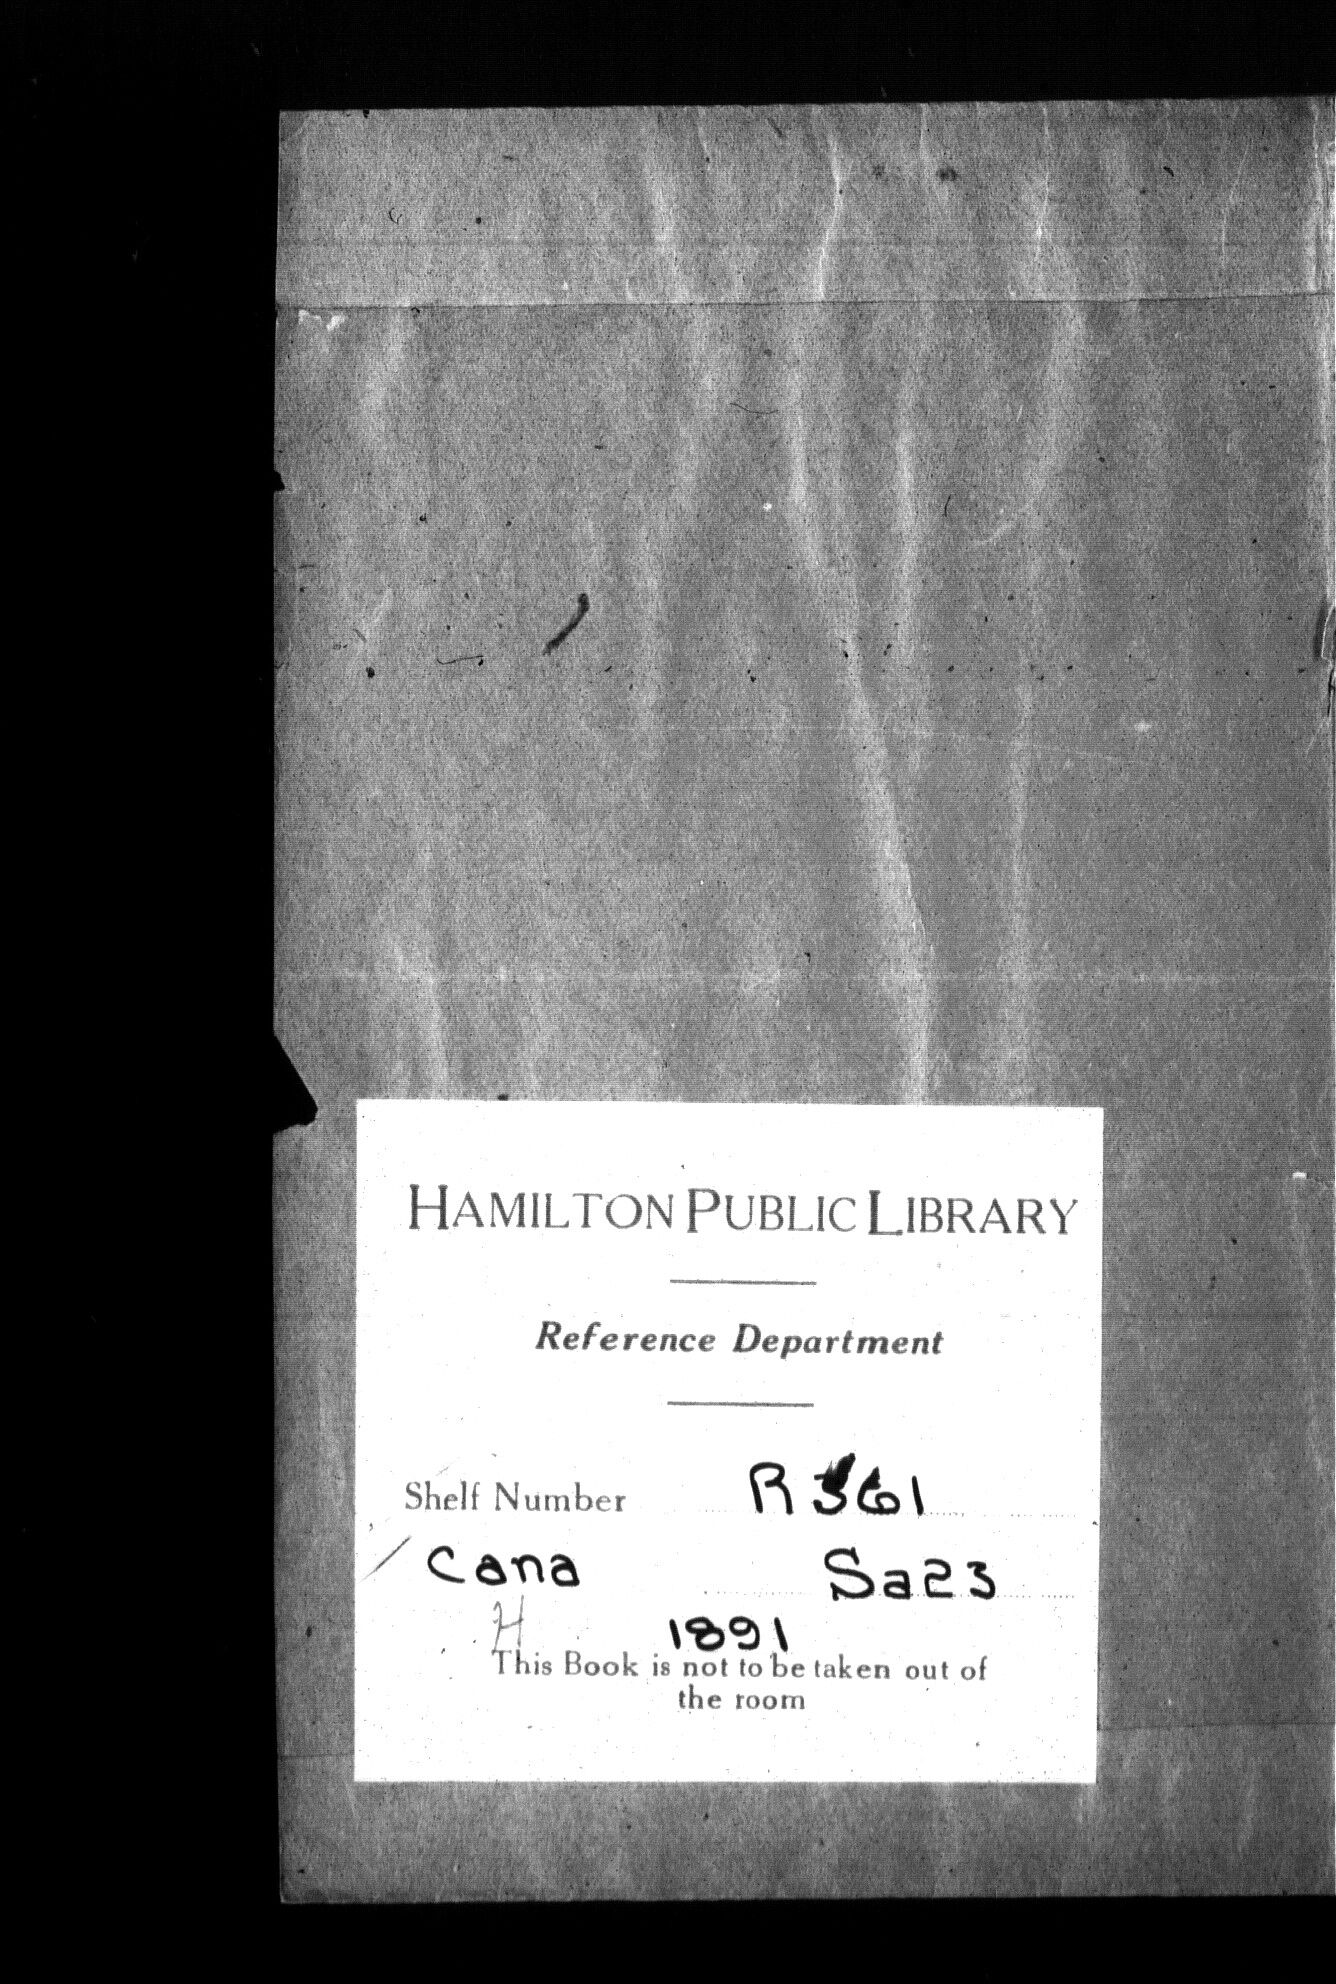 HAMILTON PUBLIC LIBRARY
Reference Department
Shelf Number R 361
Cana Sa23
H 1891
This Book is not to be taken out of
the room